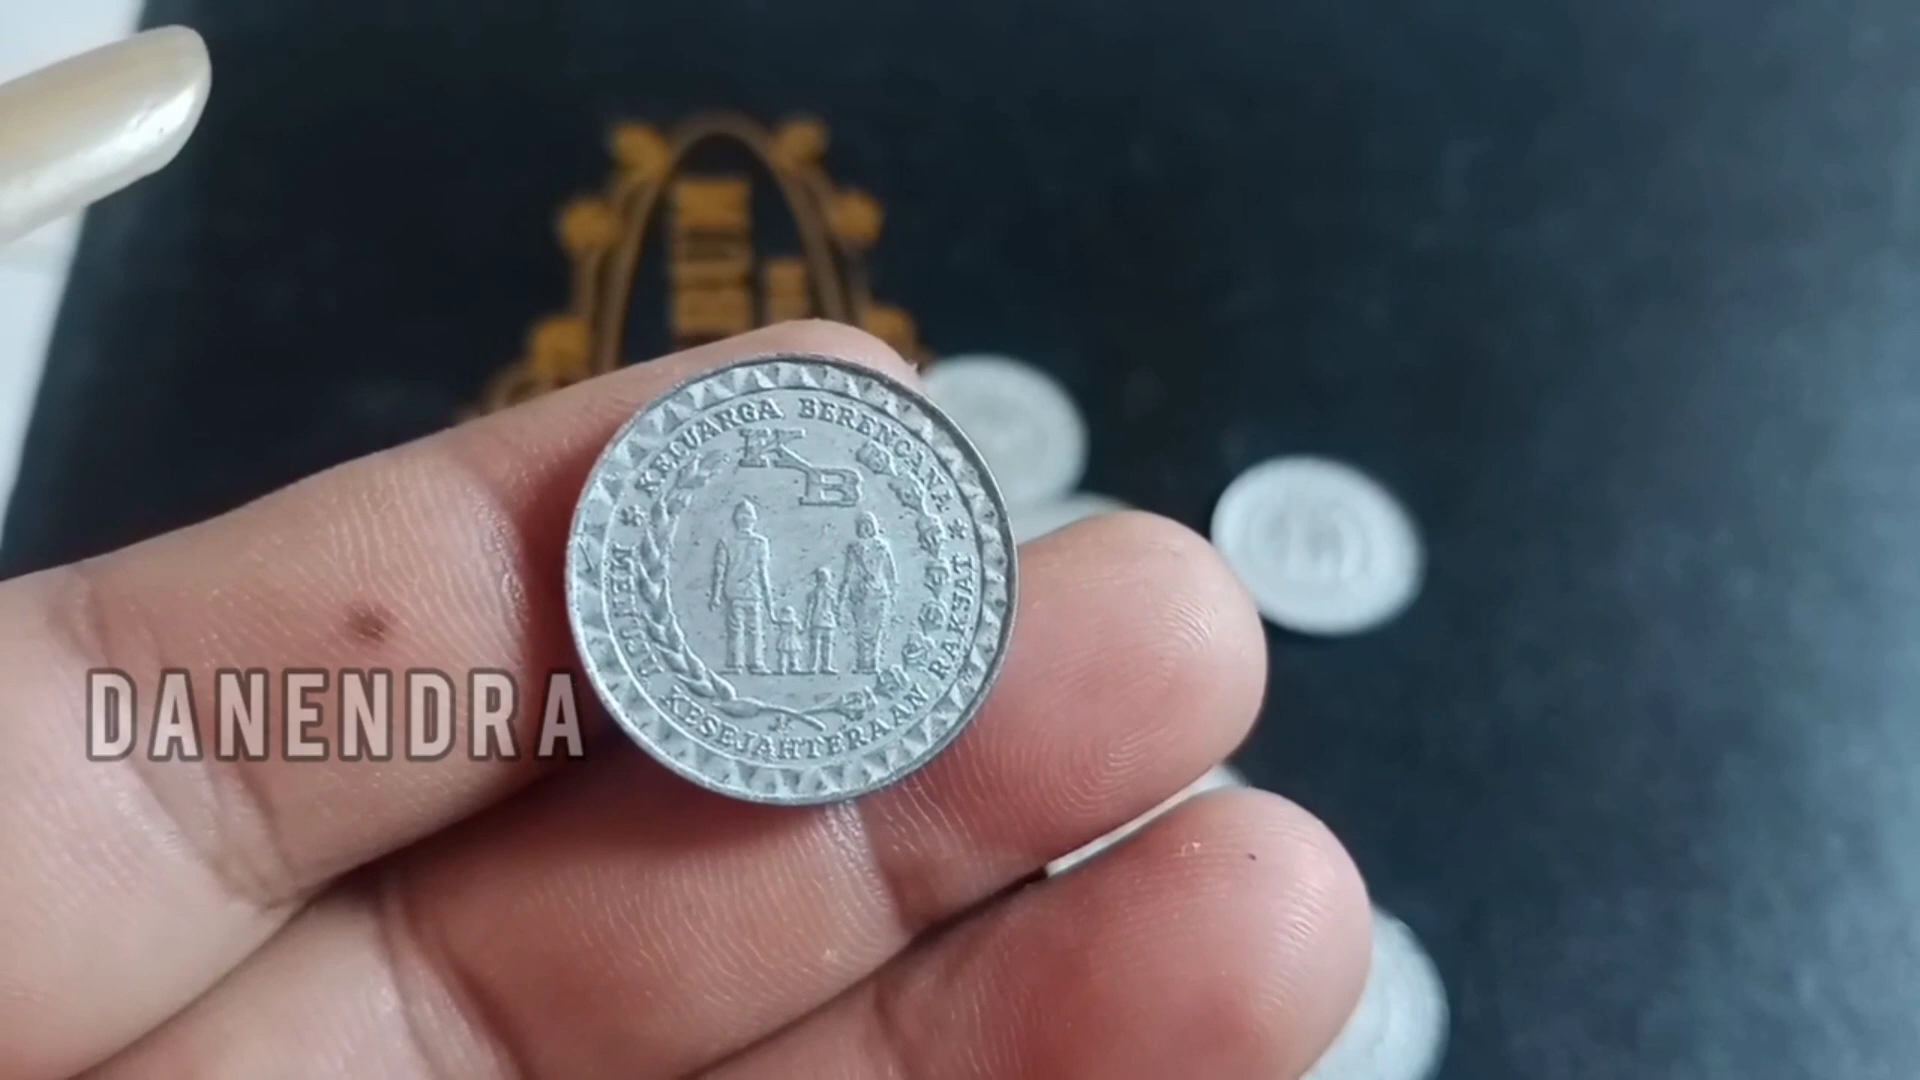 KELUARGA BERENCANA
KB
MENUJU KESEJAHTERAAN RAKYAT
DANENDRA